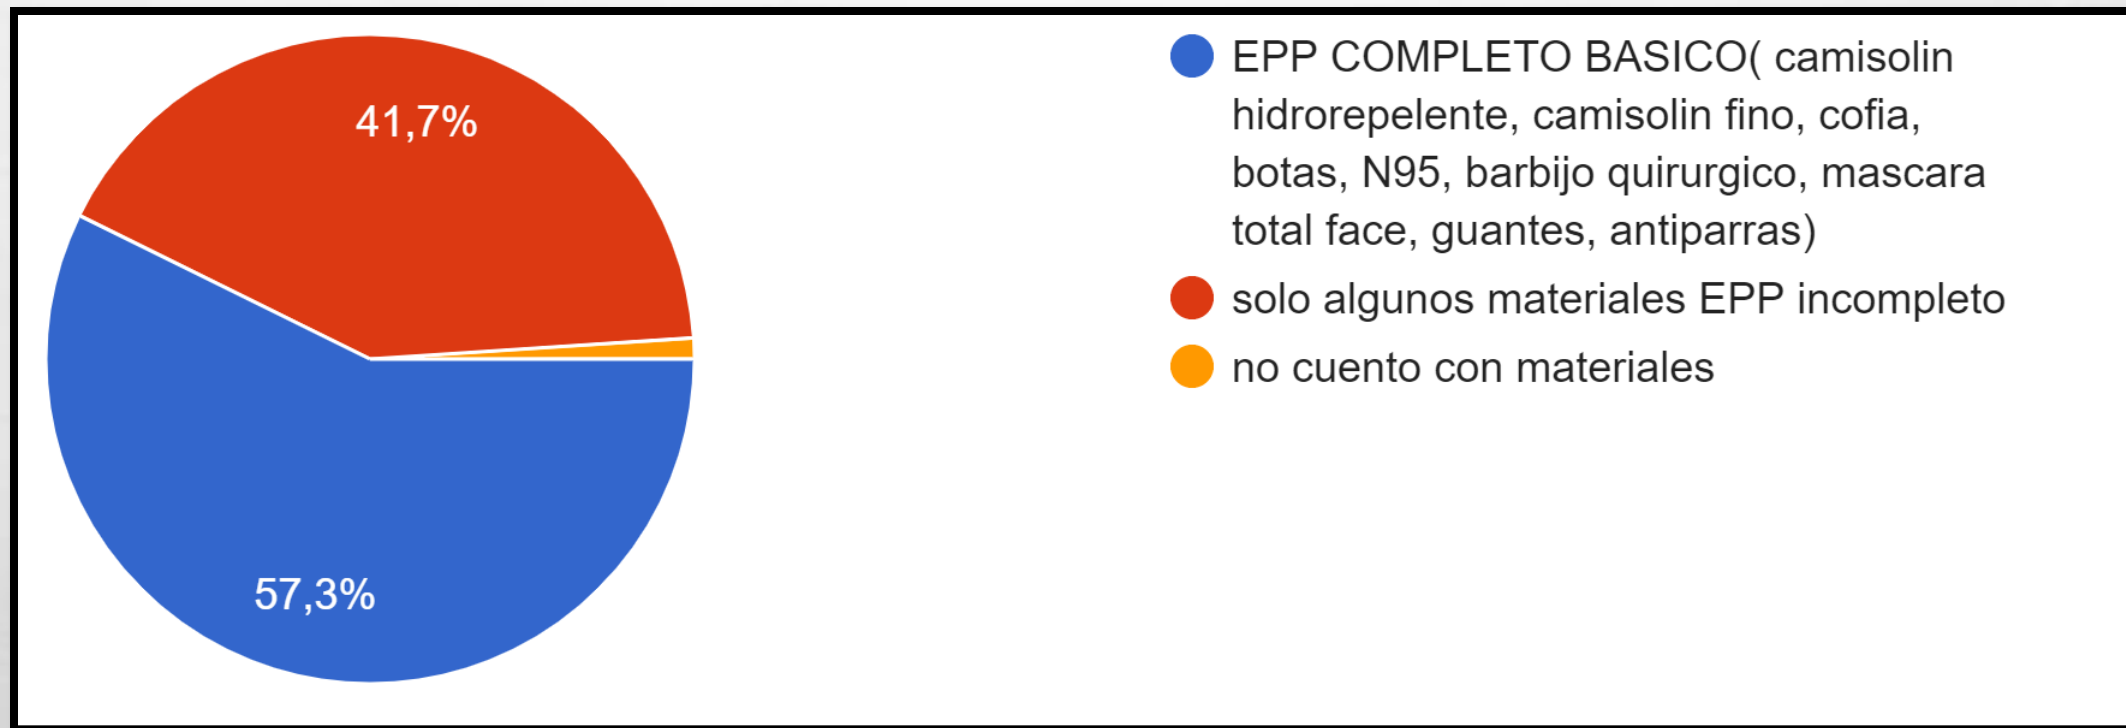 41,7%
57,3%
EPP COMPLETO BASICO( camisolin
hidrorepelente, camisolin fino, cofia,
botas, N95, barbijo quirurgico, mascara
total face, guantes, antiparras)
solo algunos materiales EPP incompleto
no cuento con materiales